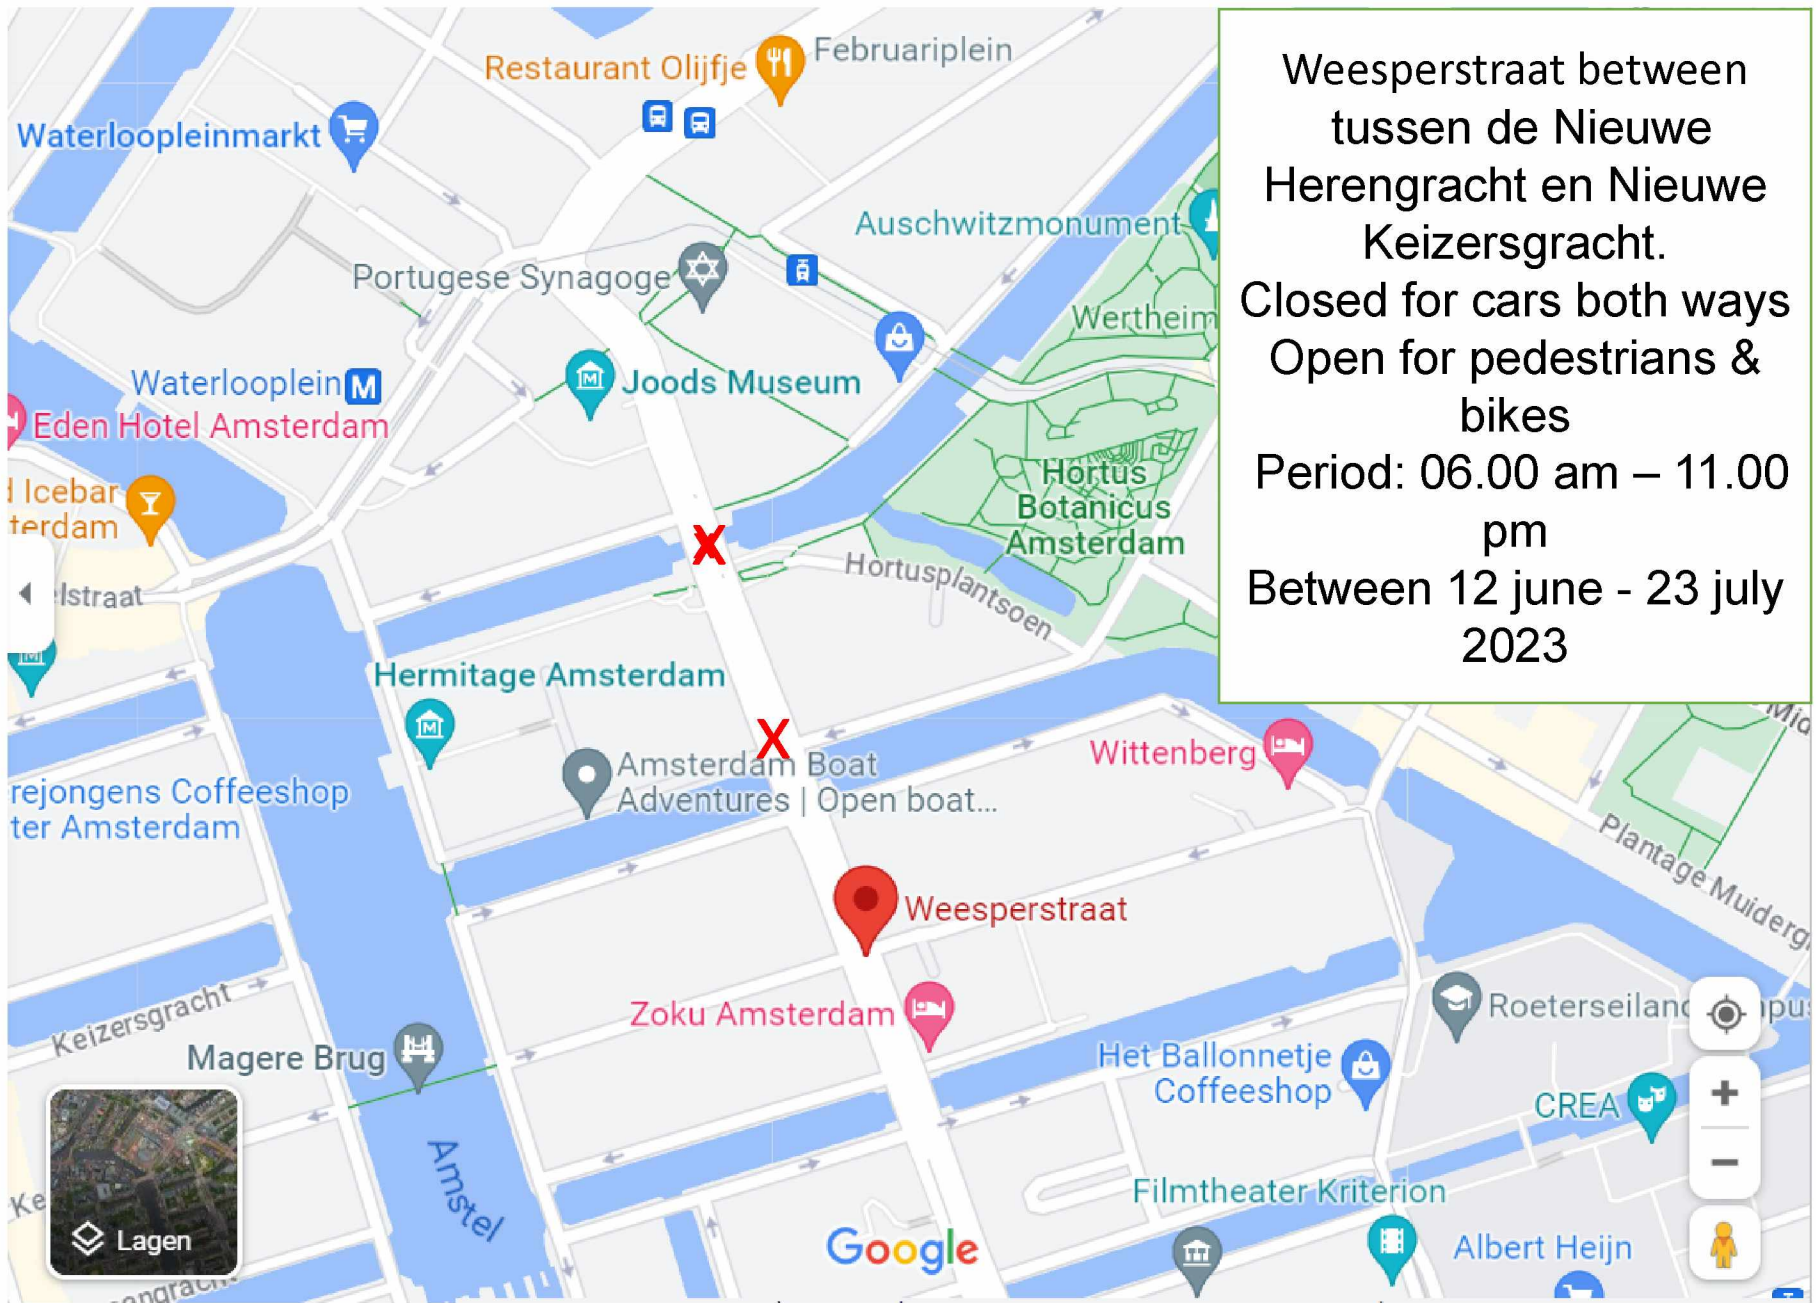 Restaurant Olijfje
Februariplein
Waterloopleinmarkt
Auschwitzmonument
Portugese Synagoge
Wertheim
Waterlooplein M
Joods Museum
Eden Hotel Amsterdam
Icebar
terdam
Hortus
Botanicus
Amsterdam
X
Hortusplantsoen
lstraat
Hermitage Amsterdam
X
Amsterdam Boat
Adventures | Open boat...
Wittenberg
rejongens Coffeeshop
ter Amsterdam
Plantage Muiderg
Weesperstraat
Keizersgracht
Zoku Amsterdam
Magere Brug
Roeterseiland
Het Ballonnetje
Coffeeshop
CREA
Amstel
Filmtheater Kriterion
Lagen
Google
Albert Heijn
Weesperstraat between
tussen de Nieuwe
Herengracht en Nieuwe
Keizersgracht.
Closed for cars both ways
Open for pedestrians &
bikes
Period: 06.00 am – 11.00
pm
Between 12 june - 23 july
2023